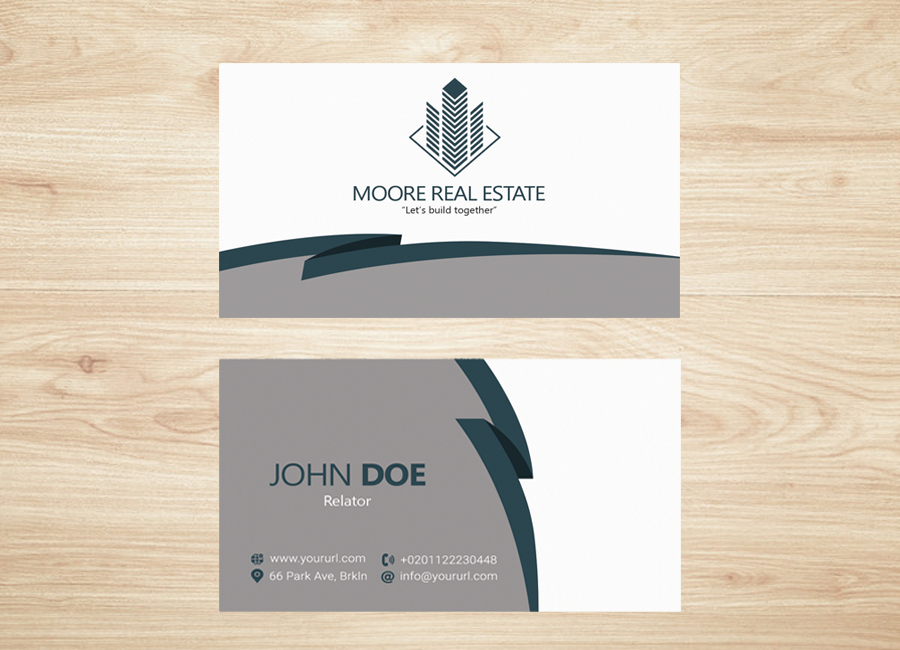 MOORE REAL ESTATE
“Let's build together”
JOHN DOE
Relator
www.yoururl.com
+0201122230448
66 Park Ave, Brkln
info@yoururl.com